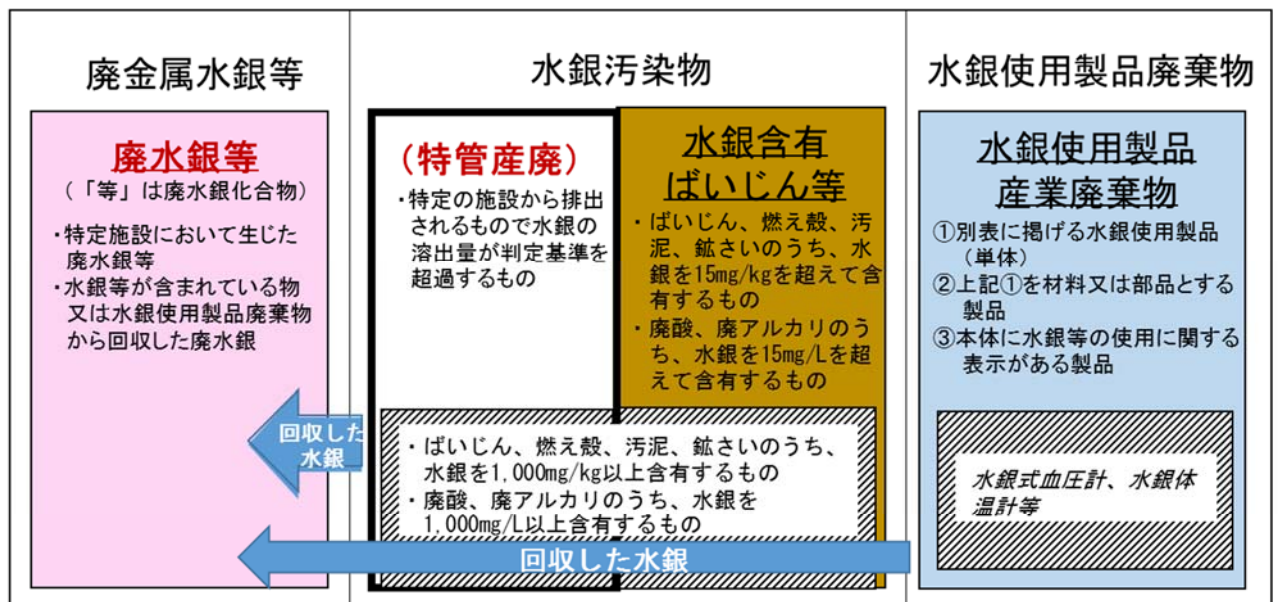 廃金属水銀等
廃水銀等
（「等」は廃水銀化合物）
・特定施設において生じた
廃水銀等
・水銀等が含まれている物
又は水銀使用製品廃棄物
から回収した廃水銀
水銀汚染物
（特管産廃）
・特定の施設から排出
されるもので水銀の
溶出量が判定基準を
超過するもの
水銀含有
ばいじん等
・ばいじん、燃え殻、汚
泥、鉱さいのうち、水
銀を15mg/kgを超えて含
有するもの
・廃酸、廃アルカリのう
ち、水銀を15mg/Lを超
えて含有するもの
・ばいじん、燃え殻、汚泥、鉱さいのうち、
水銀を1,000mg/kg以上含有するもの
・廃酸、廃アルカリのうち、水銀を
1,000mg/L以上含有するもの
回収した
水銀
回収した水銀
水銀使用製品廃棄物
水銀使用製品
産業廃棄物
①別表に掲げる水銀使用製品
（単体）
②上記①を材料又は部品とする
製品
③本体に水銀等の使用に関する
表示がある製品
水銀式血圧計、水銀体
温計等